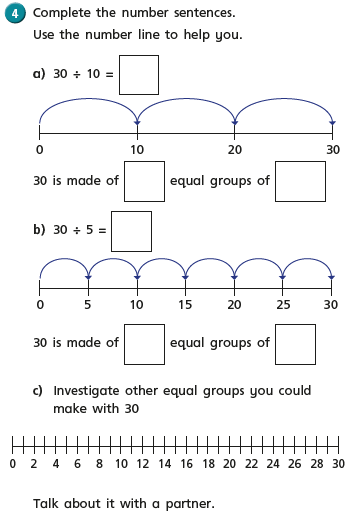 4 Complete the number sentences.
Use the number line to help you.
a) 30 ÷ 10 =
0 10 20 30
30 is made of equal groups of
b) 30 ÷ 5 =
0 5 10 15 20 25 30
30 is made of equal groups of
c) Investigate other equal groups you could
make with 30
0 2 4 6 8 10 12 14 16 18 20 22 24 26 28 30
Talk about it with a partner.